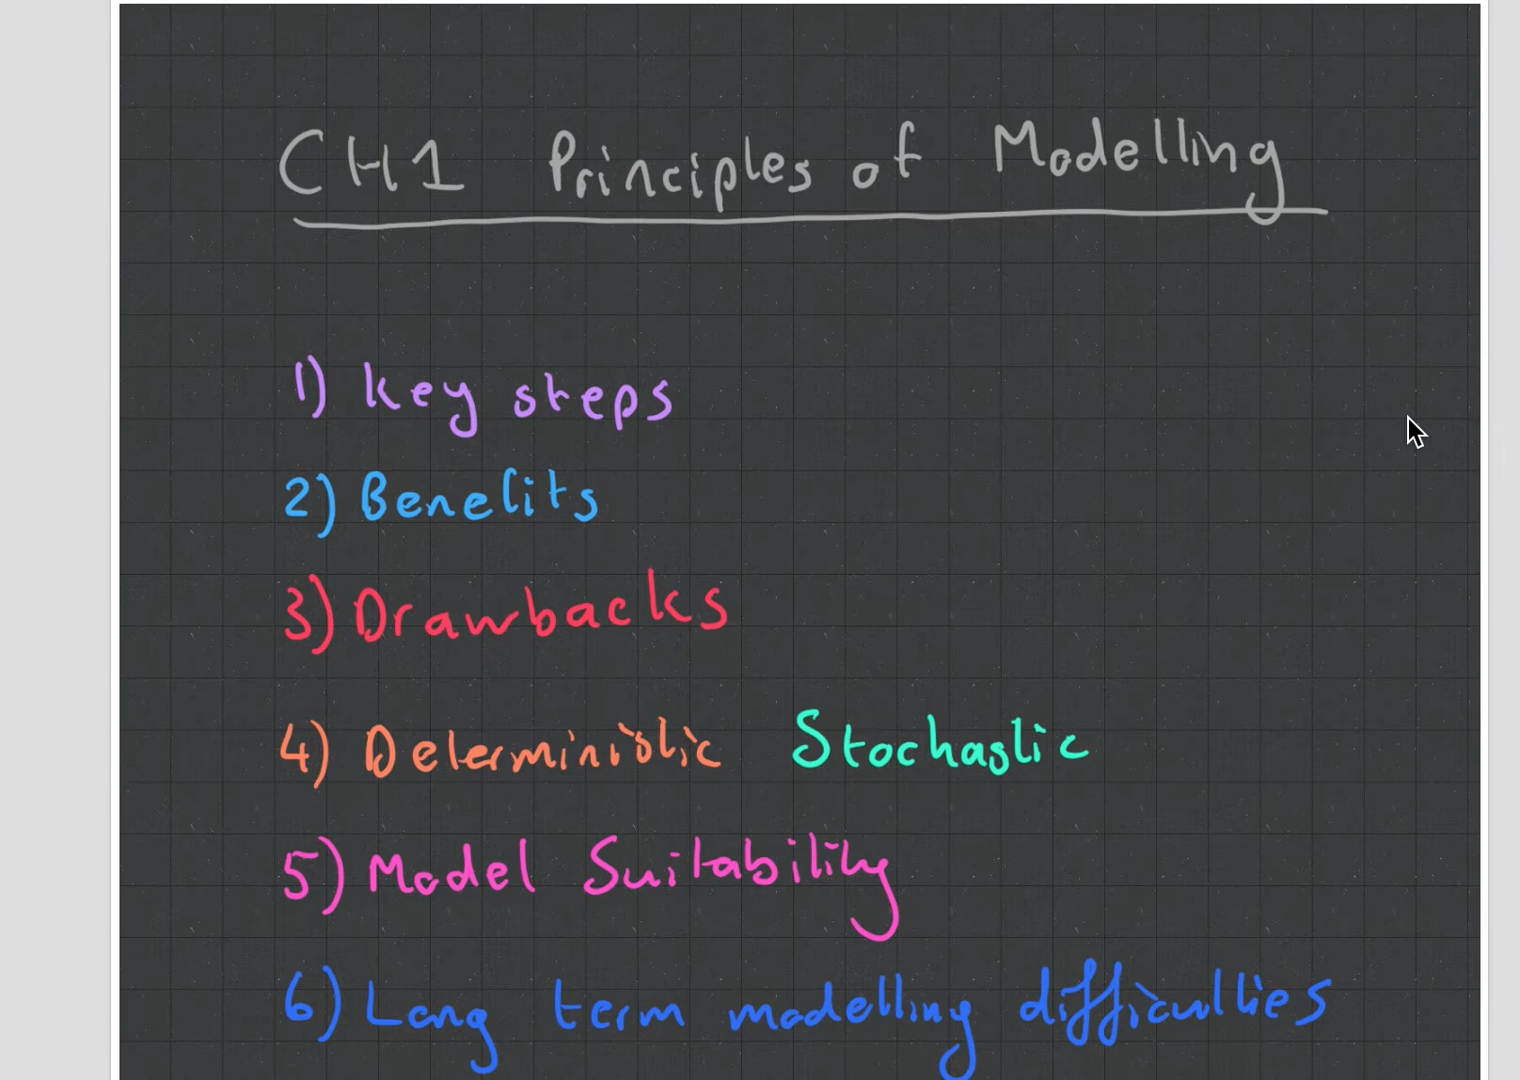 CH1 Principles of Modelling
1) Key steps
2) Benefits
3) Drawbacks
4) Deterministic Stochastic
5) Model Suitability
6) Long term modelling difficulties